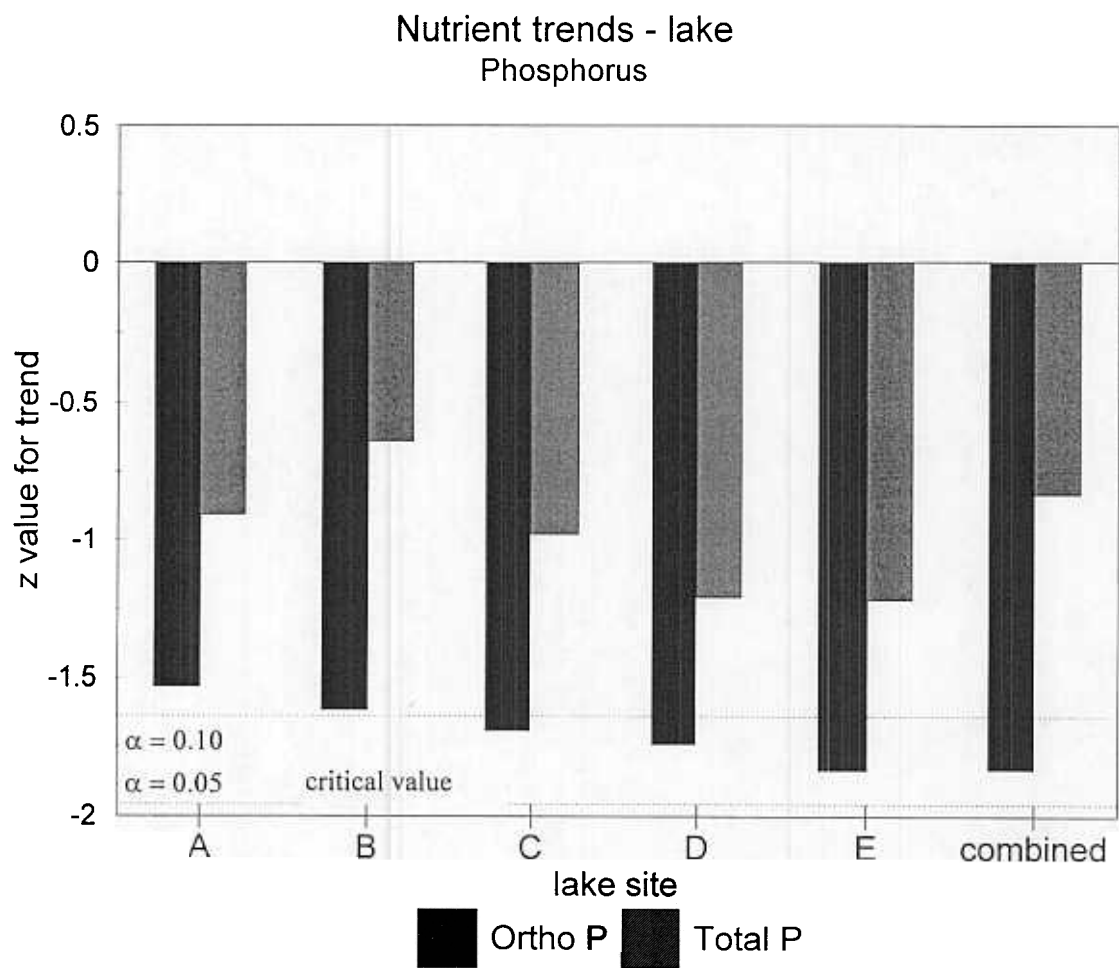 Nutrient trends - lake
Phosphorus
0.5
0
-0.5
-1
-1.5
-2
z value for trend
α = 0.10
α = 0.05 critical value
A B C D E combined
lake site
Ortho P Total P